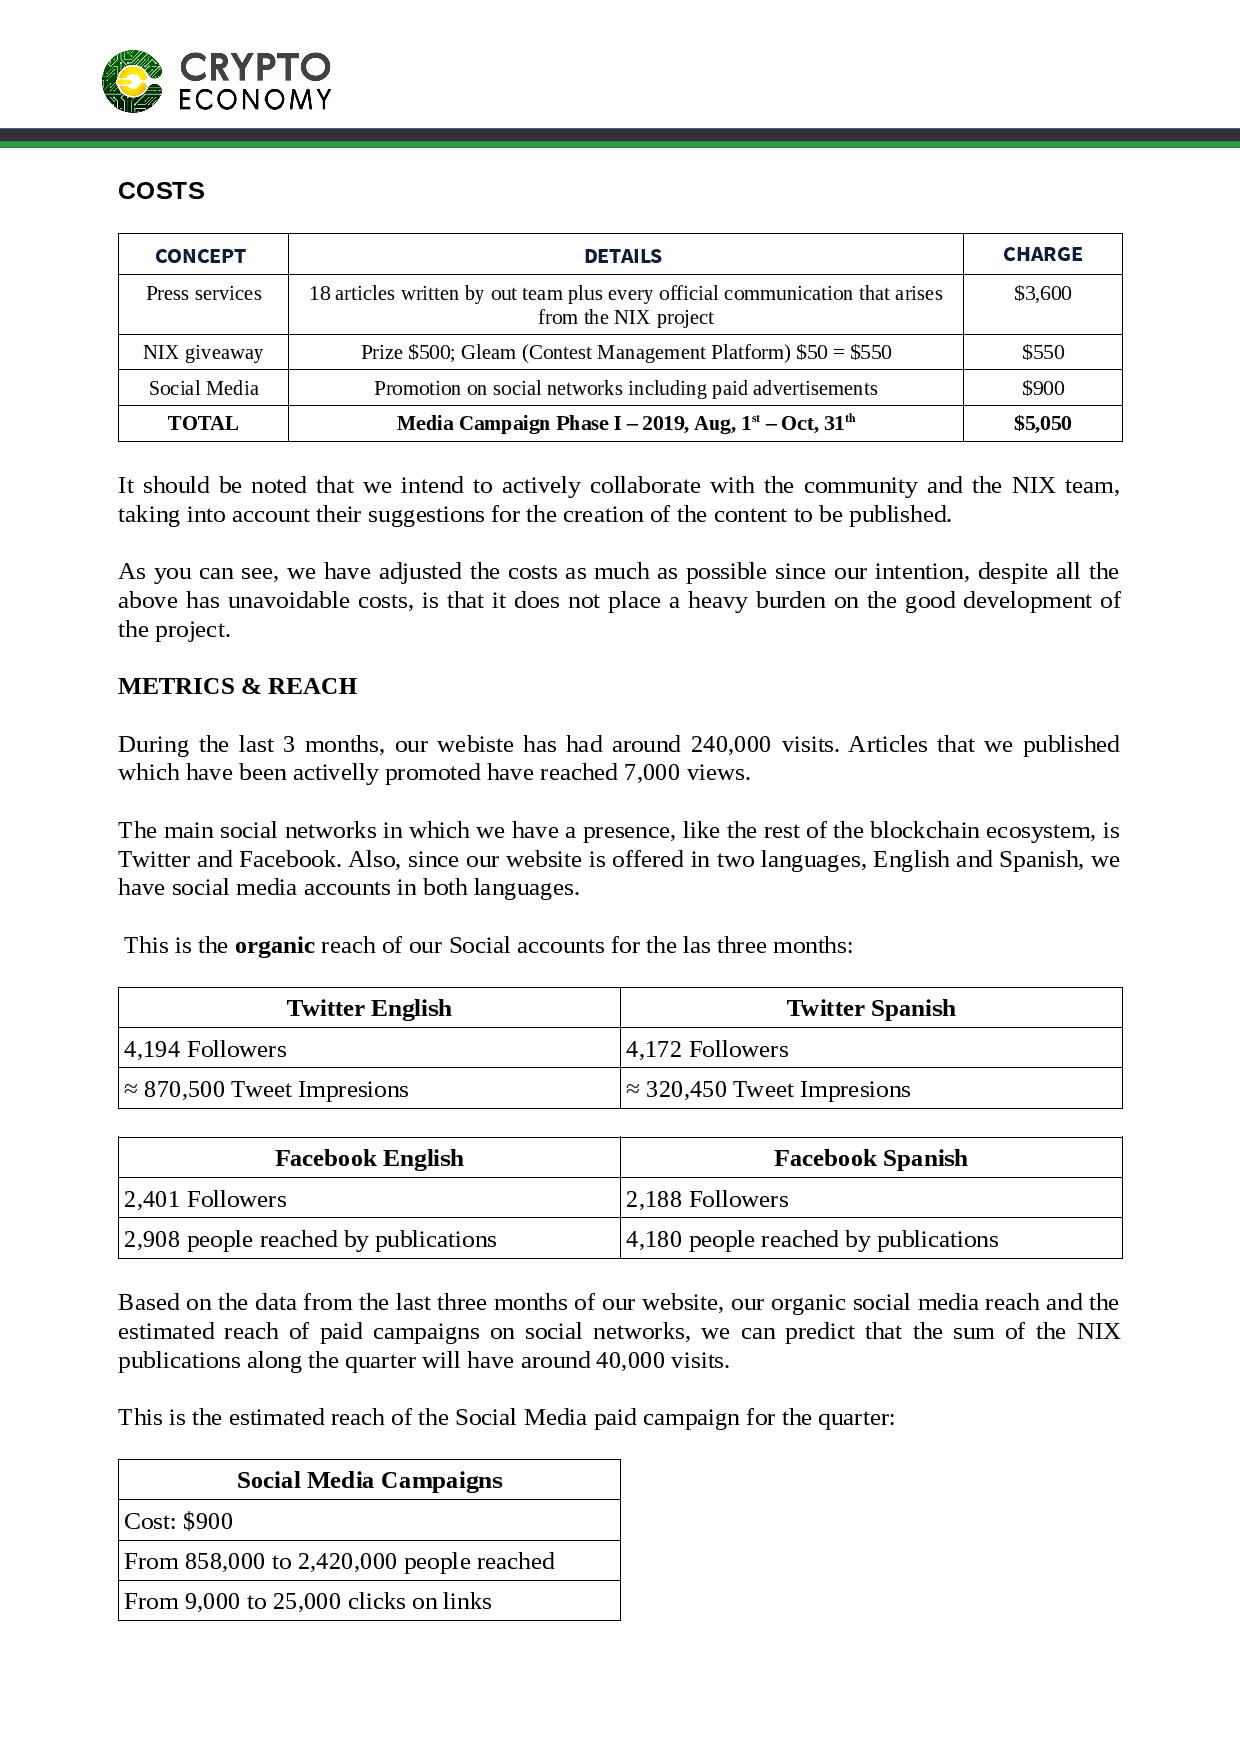 CRYPTO
ECONOMY
COSTS
CONCEPT DETAILS CHARGE
Press services 18 articles written by out team plus every official communication that arises $3,600
from the NIX project
NIX giveaway Prize $500; Gleam (Contest Management Platform) $50 = $550 $550
Social Media Promotion on social networks including paid advertisements $900
TOTAL Media Campaign Phase I – 2019, Aug, 1st – Oct, 31th $5,050
It should be noted that we intend to actively collaborate with the community and the NIX team,
taking into account their suggestions for the creation of the content to be published.
As you can see, we have adjusted the costs as much as possible since our intention, despite all the
above has unavoidable costs, is that it does not place a heavy burden on the good development of
the project.
METRICS & REACH
During the last 3 months, our webiste has had around 240,000 visits. Articles that we published
which have been activelly promoted have reached 7,000 views.
The main social networks in which we have a presence, like the rest of the blockchain ecosystem, is
Twitter and Facebook. Also, since our website is offered in two languages, English and Spanish, we
have social media accounts in both languages.
This is the organic reach of our Social accounts for the las three months:
Twitter English Twitter Spanish
4,194 Followers 4,172 Followers
≈ 870,500 Tweet Impresions ≈ 320,450 Tweet Impresions
Facebook English Facebook Spanish
2,401 Followers 2,188 Followers
2,908 people reached by publications 4,180 people reached by publications
Based on the data from the last three months of our website, our organic social media reach and the
estimated reach of paid campaigns on social networks, we can predict that the sum of the NIX
publications along the quarter will have around 40,000 visits.
This is the estimated reach of the Social Media paid campaign for the quarter:
Social Media Campaigns
Cost: $900
From 858,000 to 2,420,000 people reached
From 9,000 to 25,000 clicks on links